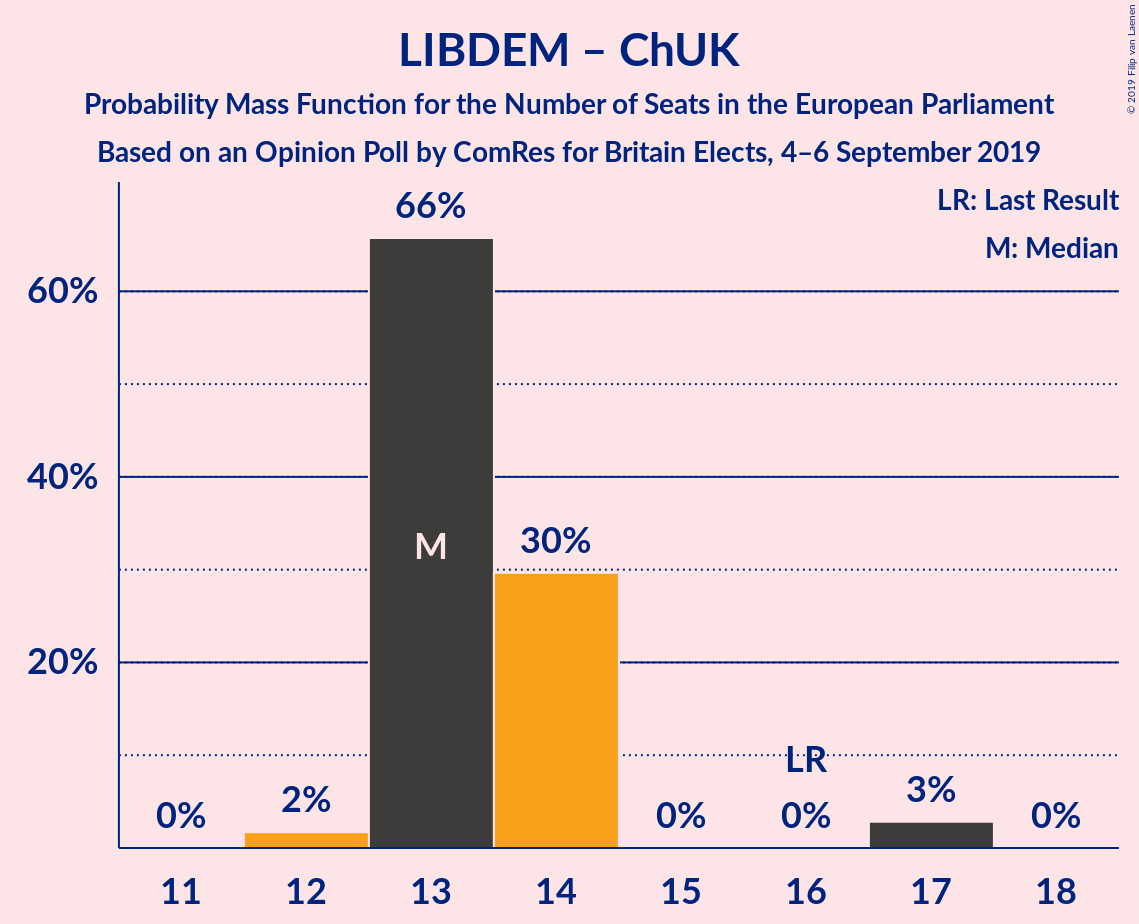 LIBDEM – ChUK
Probability Mass Function for the Number of Seats in the European Parliament
Based on an Opinion Poll by ComRes for Britain Elects, 4–6 September 2019
© 2019 Filip van Laenen
LR: Last Result
M: Median
66%
60%
40%
30%
M
20%
LR
0%
2%
0%
0%
3%
0%
11
12
13
14
15
16
17
18